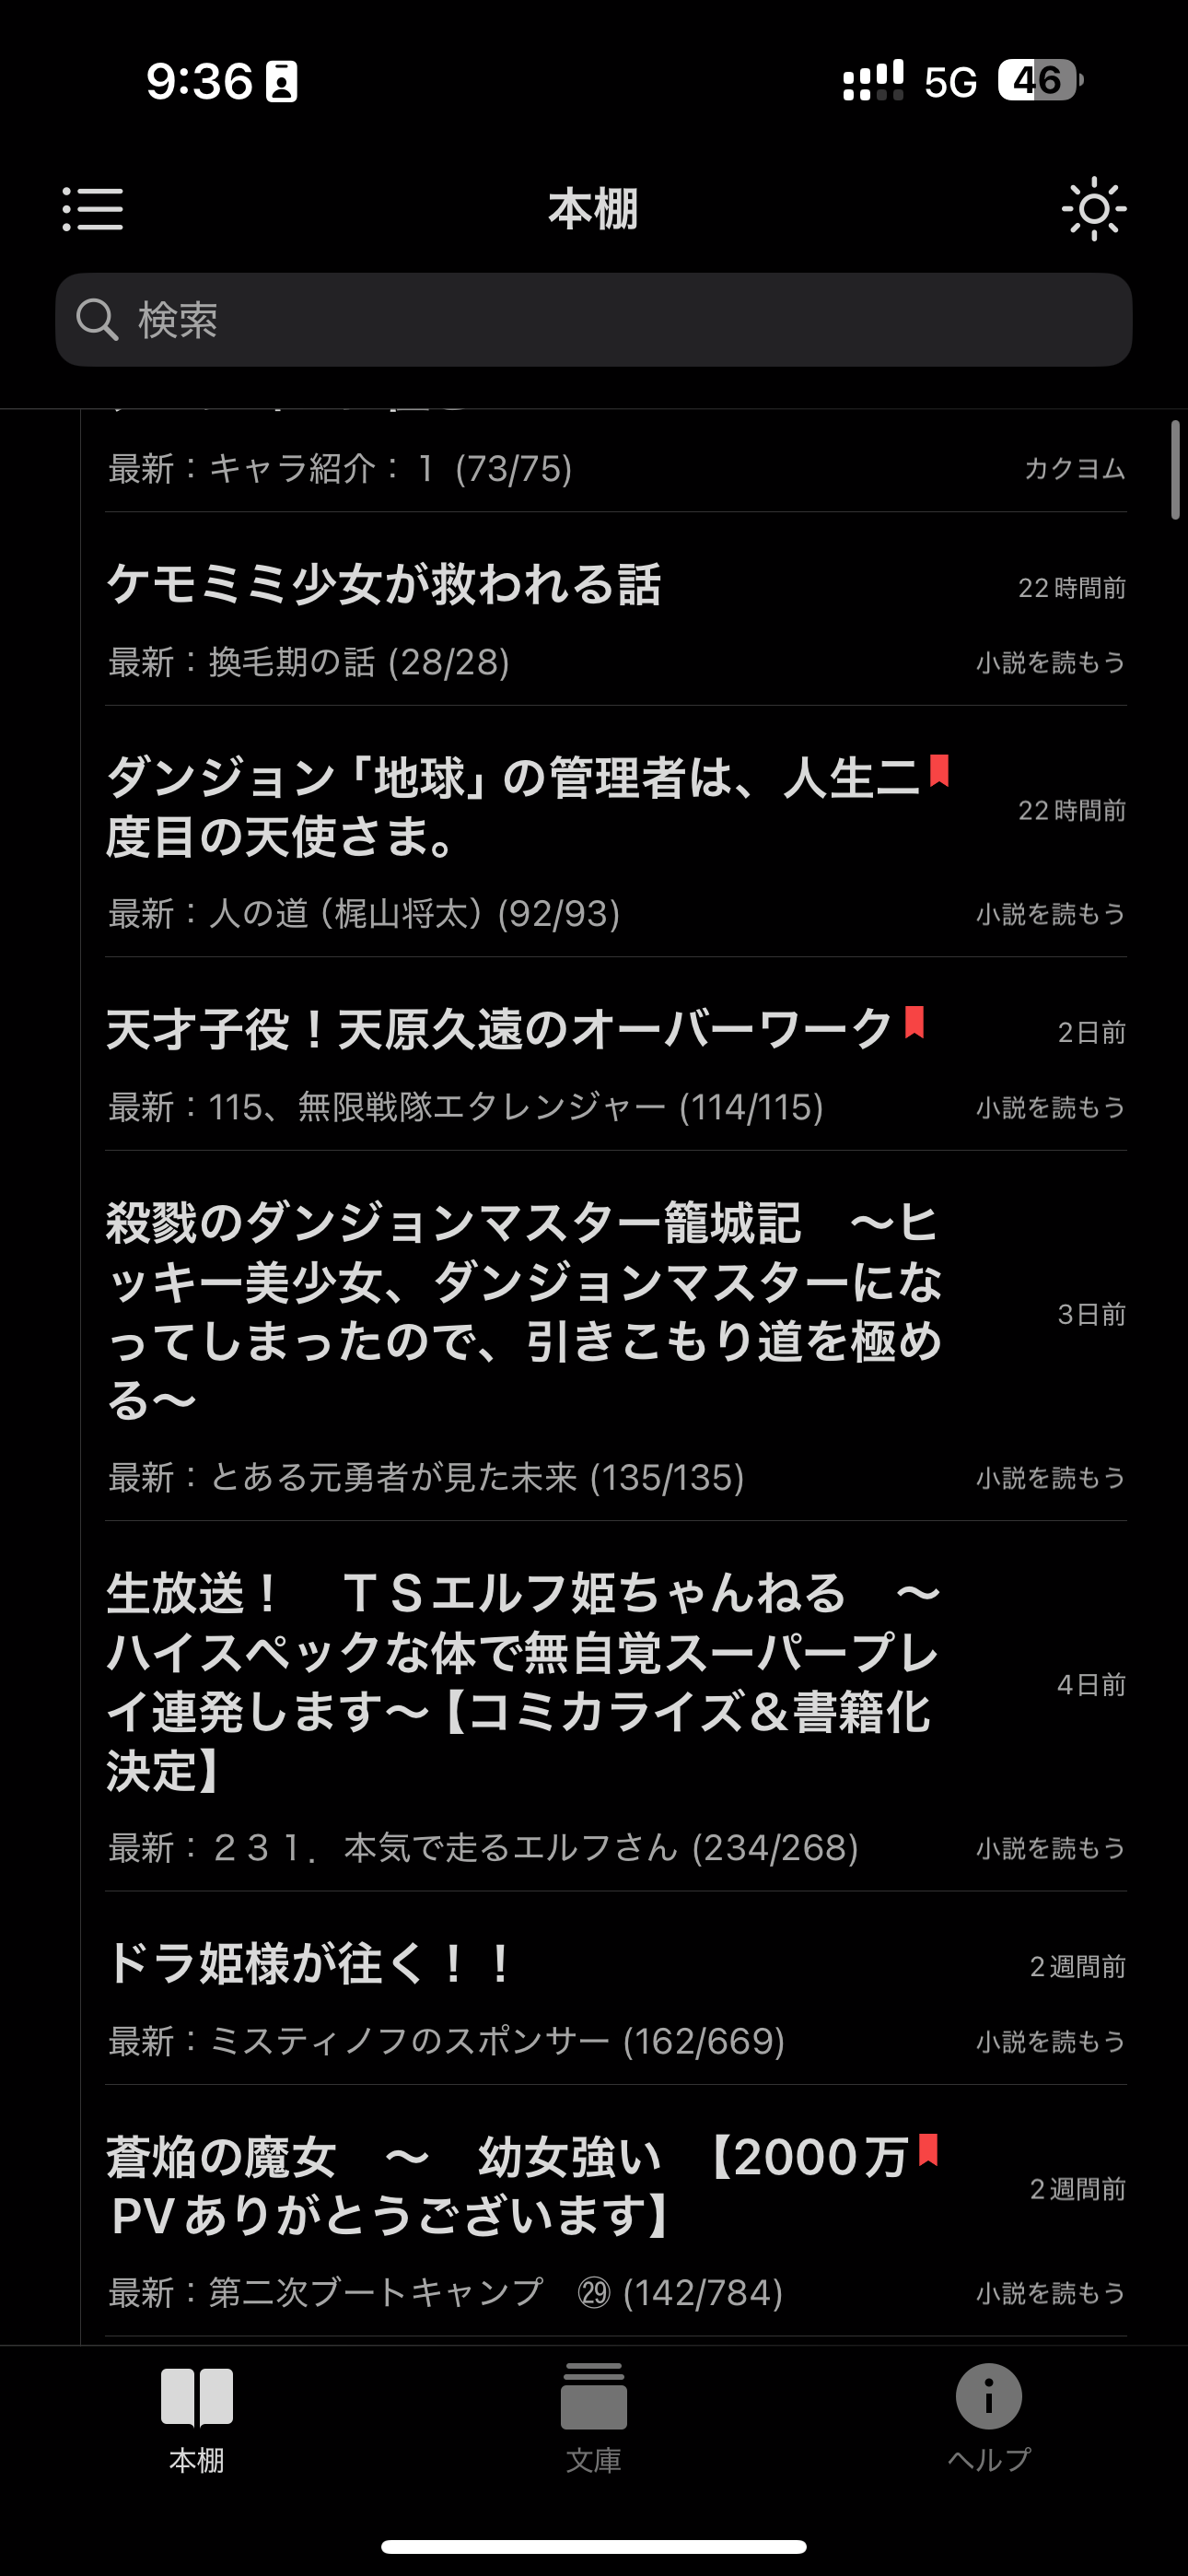 9:36
5G
46
本棚
検索
最新：キャラ紹介：１ (73/75)
カクヨム
ケモミミ少女が救われる話
22時間前
最新：換毛期の話 (28/28)
小説を読もう
ダンジョン「地球」の管理者は、人生二
度目の天使さま。
22時間前
最新：人の道（梶山将太）(92/93)
小説を読もう
天才子役！天原久遠のオーバーワーク
2日前
最新：115、無限戦隊エタレンジャー (114/115)
小説を読もう
殺戮のダンジョンマスター籠城記　～ヒ
ッキー美少女、ダンジョンマスターにな
ってしまったので、引きこもり道を極め
る～
3日前
最新：とある元勇者が見た未来 (135/135)
小説を読もう
生放送！　ＴＳエルフ姫ちゃんねる　～
ハイスペックな体で無自覚スーパープレ
イ連発します～【コミカライズ＆書籍化
決定】
4日前
最新：２３１．本気で走るエルフさん (234/268)
小説を読もう
ドラ姫様が往く！！
2週間前
最新：ミスティノフのスポンサー (162/669)
小説を読もう
蒼焔の魔女　～　幼女強い　【2000万
PVありがとうございます】
2週間前
最新：第二次ブートキャンプ　㉙ (142/784)
小説を読もう
本棚
文庫
ヘルプ